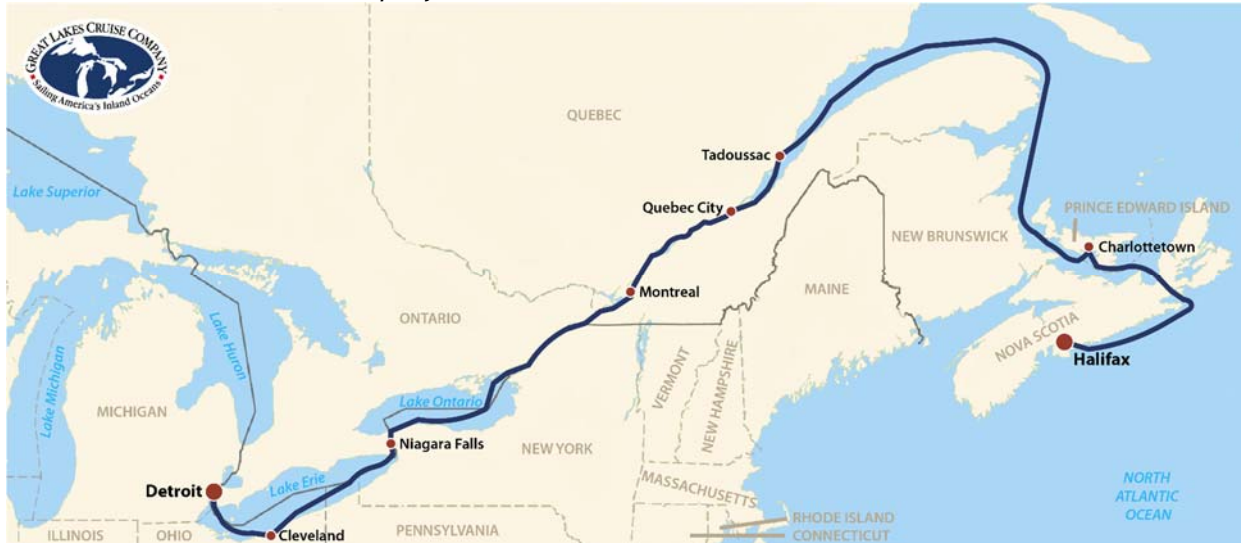 GREAT LAKES CRUISE COMPANY
Sailing America's Inland Oceans
QUEBEC
Tadoussac
Lake Superior
Quebec City
PRINCE EDWARD ISLAND
NEW BRUNSWICK
Charlottetown
Montreal
MAINE
ONTARIO
Lake Huron
NOVA SCOTIA
Halifax
Lake Michigan
VERMONT
NEW HAMPSHIRE
Lake Ontario
MICHIGAN
Niagara Falls
NEW YORK
Detroit
Lake Erie
MASSACHUSETTS
NORTH
ATLANTIC
OCEAN
RHODE ISLAND
ILLINOIS
OHIO
Cleveland
PENNSYLVANIA
CONNECTICUT